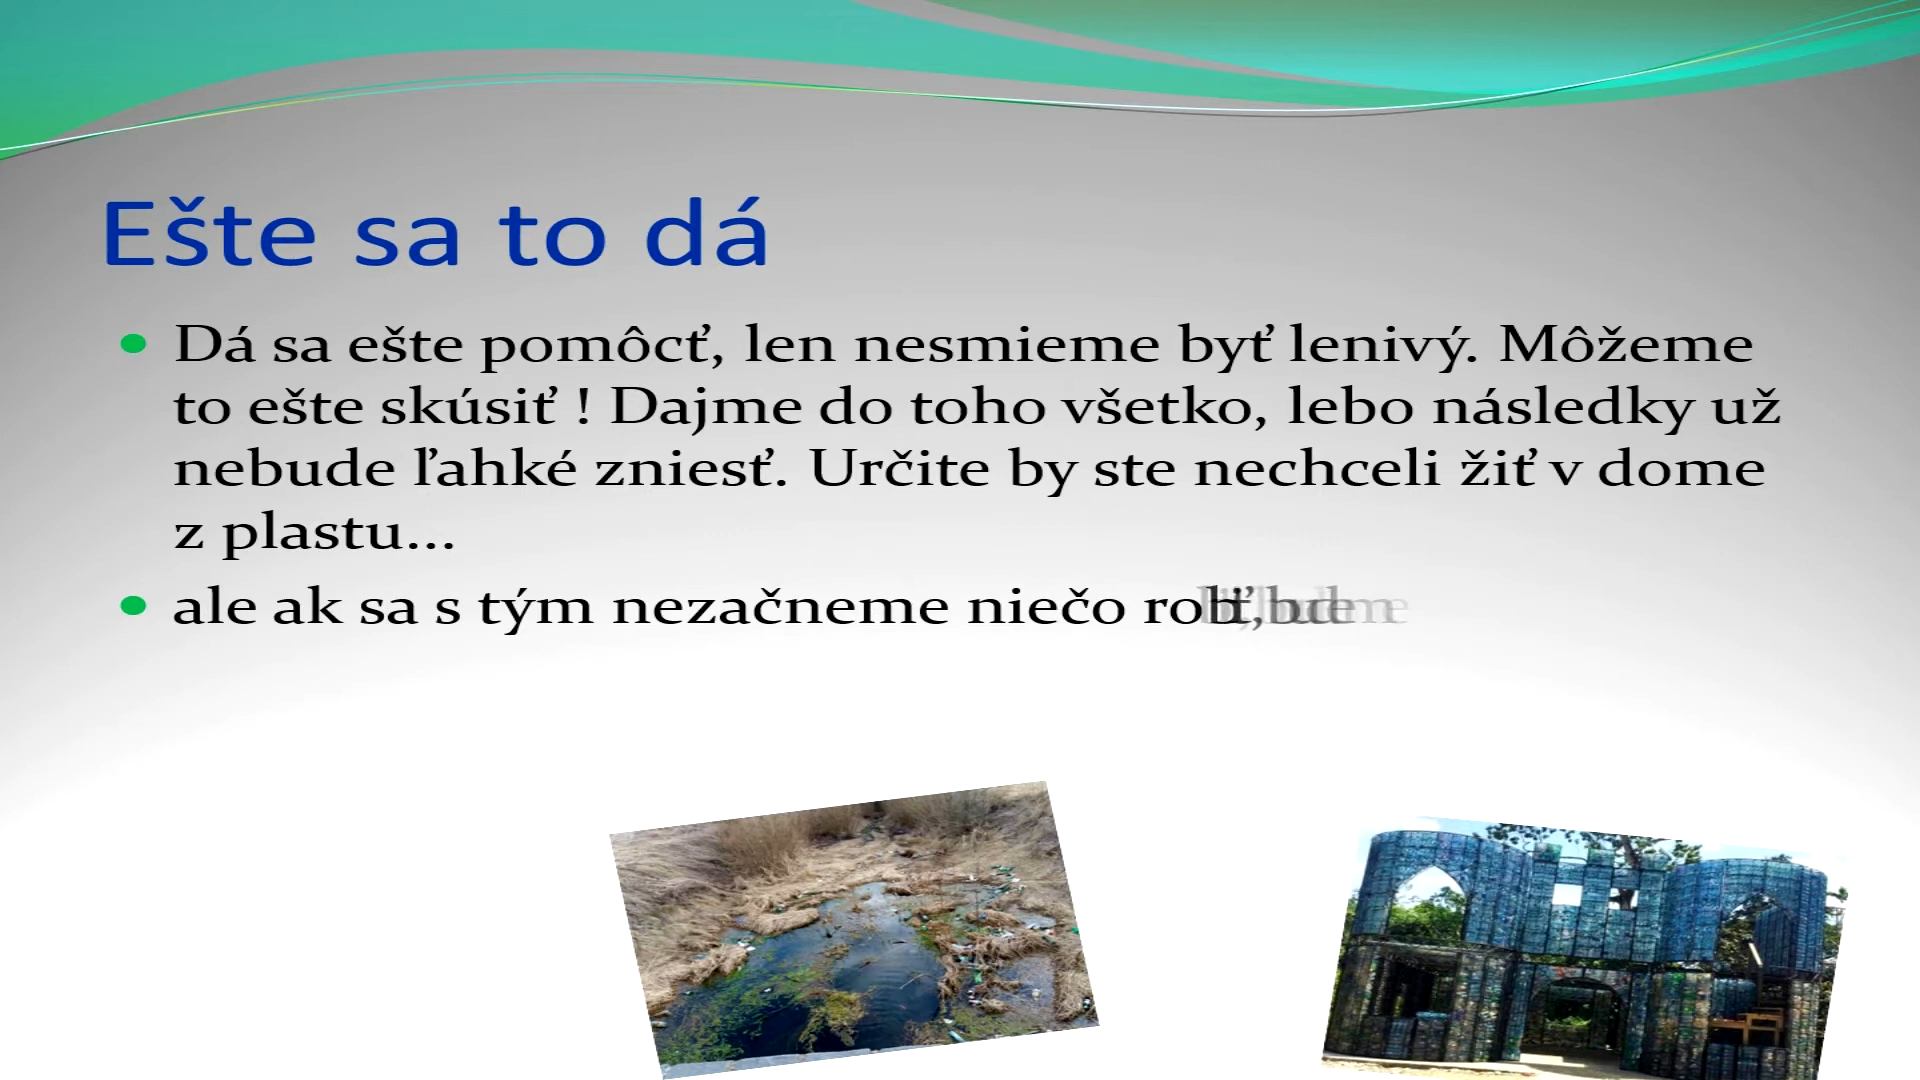 Ešte sa to dá
Dá sa ešte pomôcť, len nesmieme byť lenivý. Môžeme
to ešte skúsiť ! Dajme do toho všetko, lebo následky už
nebude ľahké zniesť. Určite by ste nechceli žiť v dome
z plastu...
ale ak sa s tým nezačneme niečo robiť,